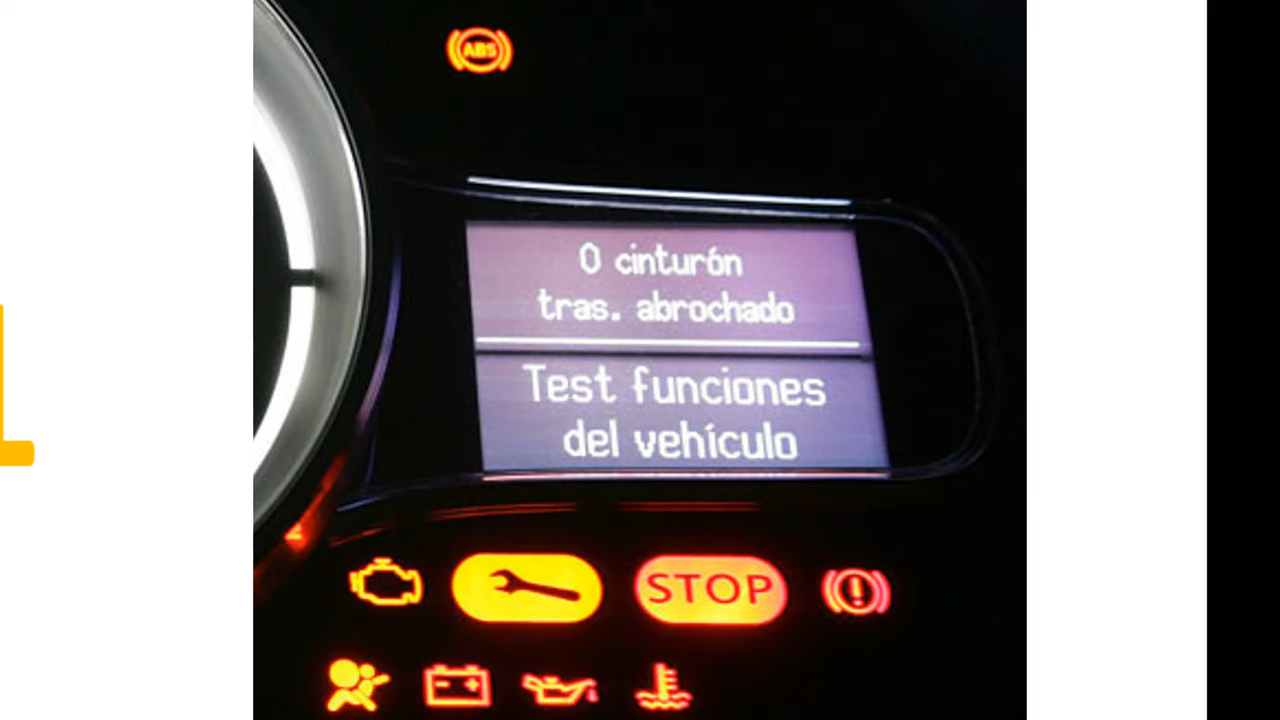 ABS
0 cinturón
tras. abrochado
Test funciones
del vehículo
STOP